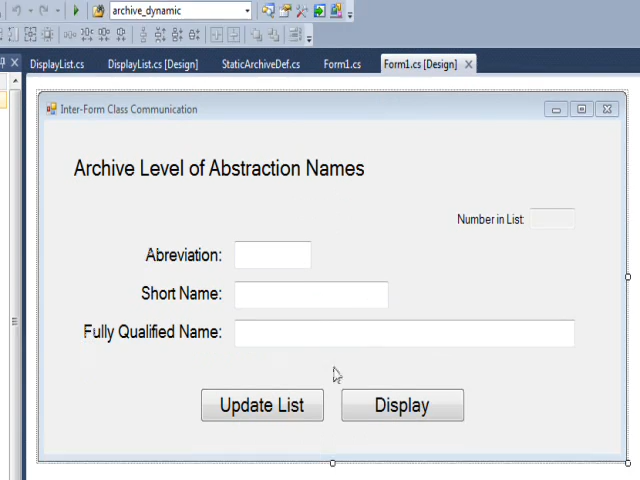 archive_dynamic
DisplayList.cs DisplayList.cs [Design] StaticArchiveDef.cs Form1.cs Form1.cs [Design]
Inter-Form Class Communication
Archive Level of Abstraction Names
Number in List:
Abreviation:
Short Name:
Fully Qualified Name:
Update List Display